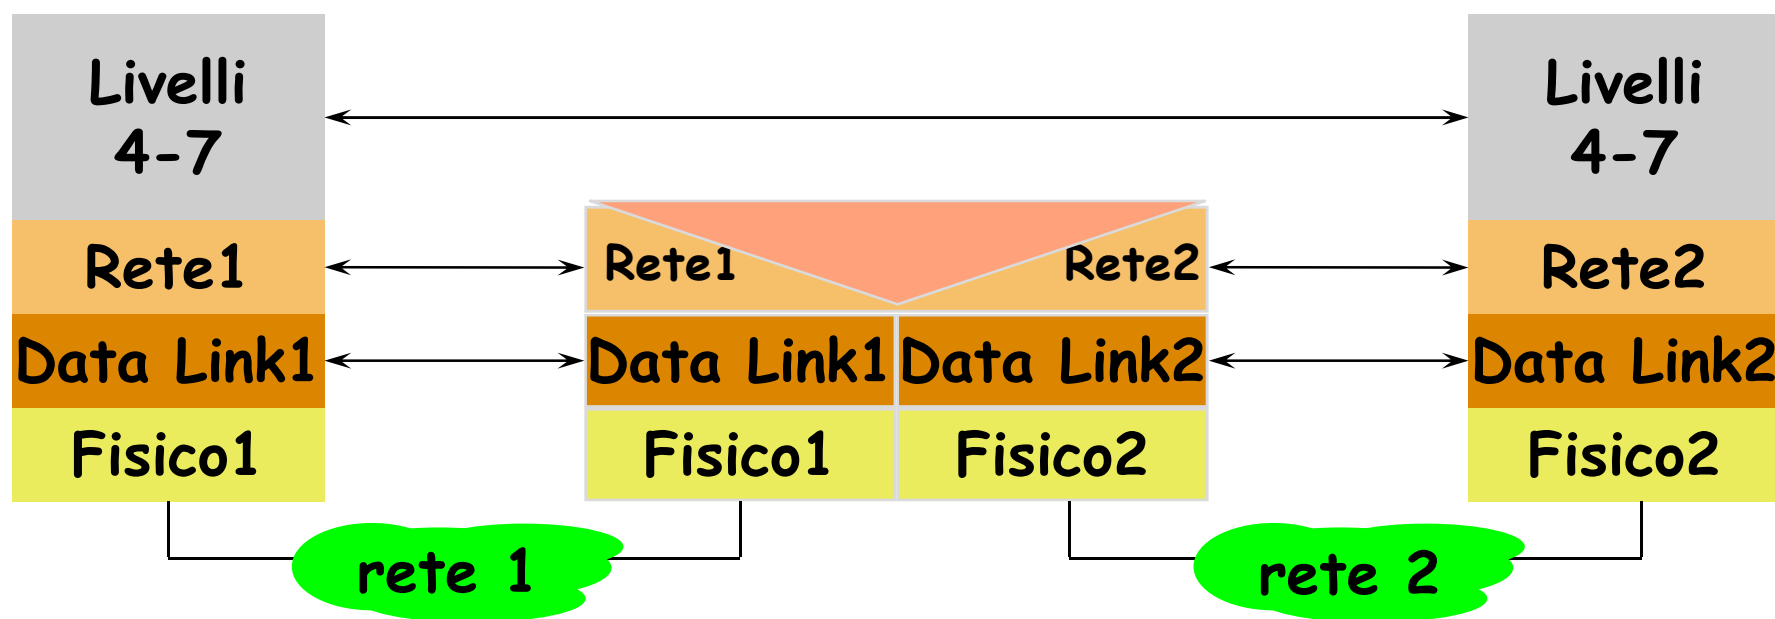 Livelli
4-7
Livelli
4-7
Rete1
Rete1
Rete2
Rete2
Data Link1
Data Link1
Data Link2
Data Link2
Fisico1
Fisico1
Fisico2
Fisico2
rete 1
rete 2